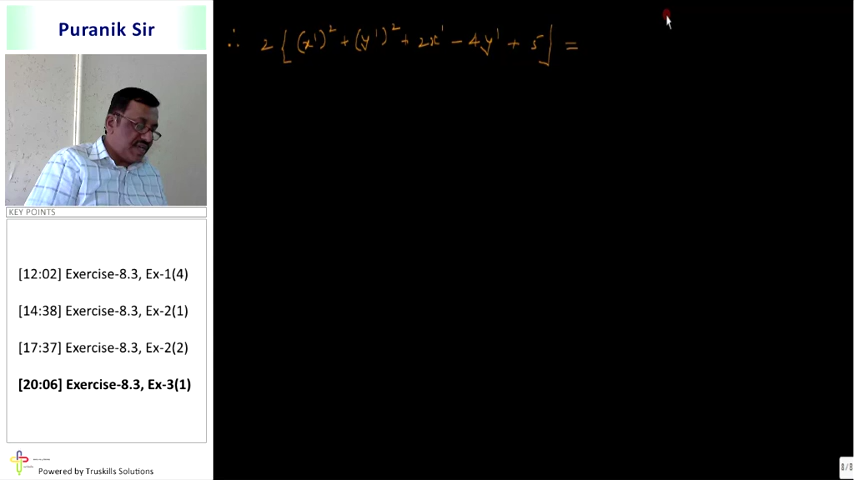 Puranik Sir
∴ 2 { (x')² + (y')² + 2x' - 4y' + 5 } =
KEY POINTS
[12:02] Exercise-8.3, Ex-1(4)
[14:38] Exercise-8.3, Ex-2(1)
[17:37] Exercise-8.3, Ex-2(2)
[20:06] Exercise-8.3, Ex-3(1)
Powered by Truskills Solutions
8/8